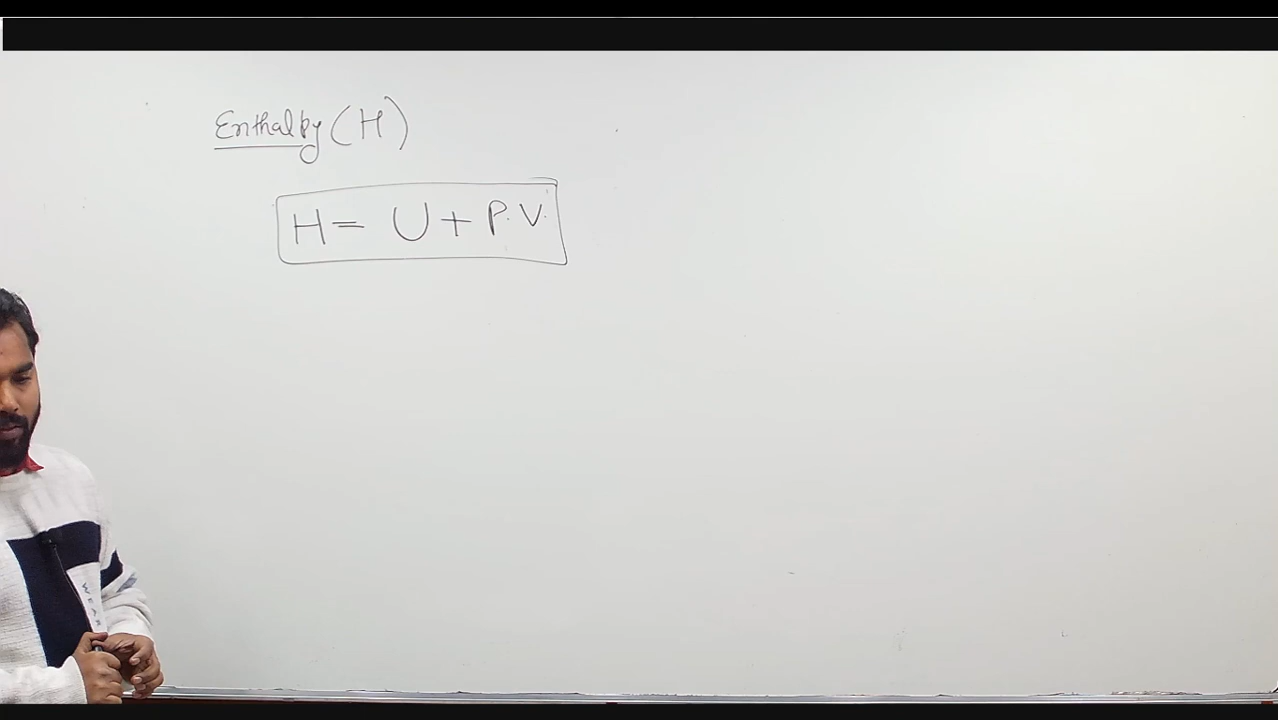 Enthalpy (H)
H = U + P.V.